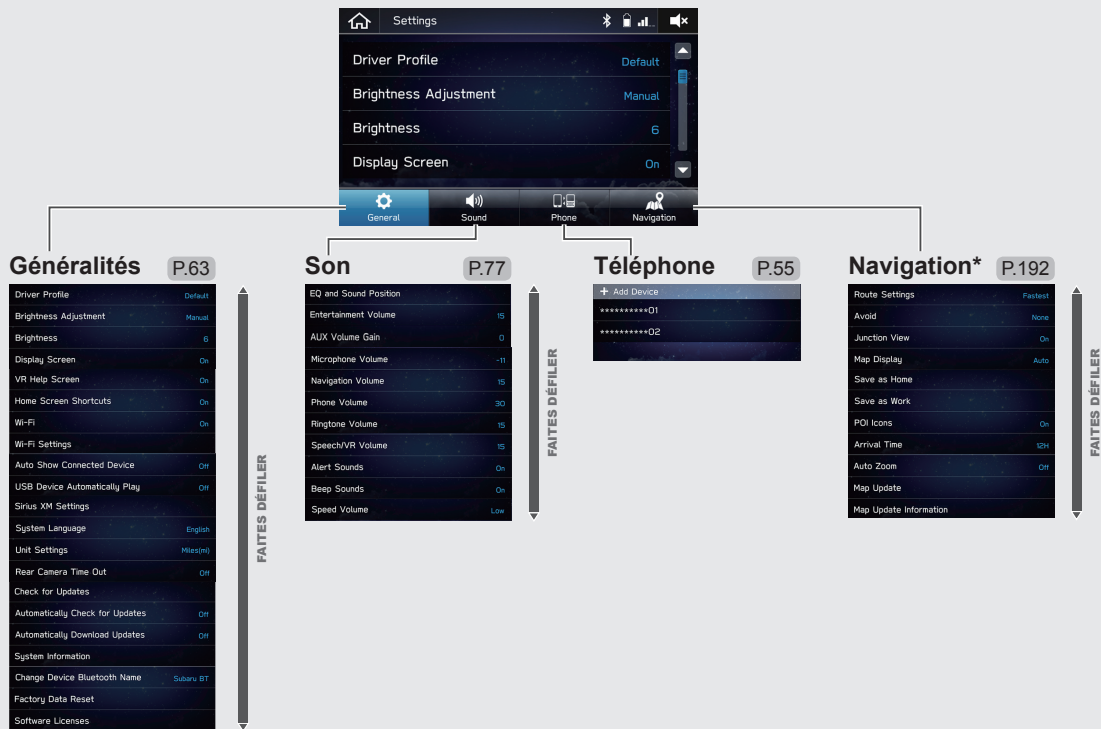 Settings
Driver Profile Default
Brightness Adjustment Manual
Brightness 6
Display Screen On
General Sound Phone Navigation
Généralités P.63
Driver Profile Default
Brightness Adjustment Manual
Brightness 6
Display Screen On
VR Help Screen On
Home Screen Shortcuts On
Wi-Fi On
Wi-Fi Settings
Auto Show Connected Device Off
USB Device Automatically Play Off
Sirius XM Settings
System Language English
Unit Settings Miles(mi)
Rear Camera Time Out Off
Check for Updates
Automatically Check for Updates Off
Automatically Download Updates Off
System Information
Change Device Bluetooth Name Subaru BT
Factory Data Reset
Software Licenses
FAITES DÉFILER
Son P.77
EQ and Sound Position
Entertainment Volume 15
AUX Volume Gain 0
Microphone Volume -11
Navigation Volume 15
Phone Volume 30
Ringtone Volume 15
Speech/VR Volume 15
Alert Sounds On
Beep Sounds On
Speed Volume Low
FAITES DÉFILER
Téléphone P.55
+ Add Device
**********01
**********02
Navigation* P.192
Route Settings Fastest
Avoid None
Junction View On
Map Display Auto
Save as Home
Save as Work
POI Icons On
Arrival Time 12H
Auto Zoom Off
Map Update
Map Update Information
FAITES DÉFILER